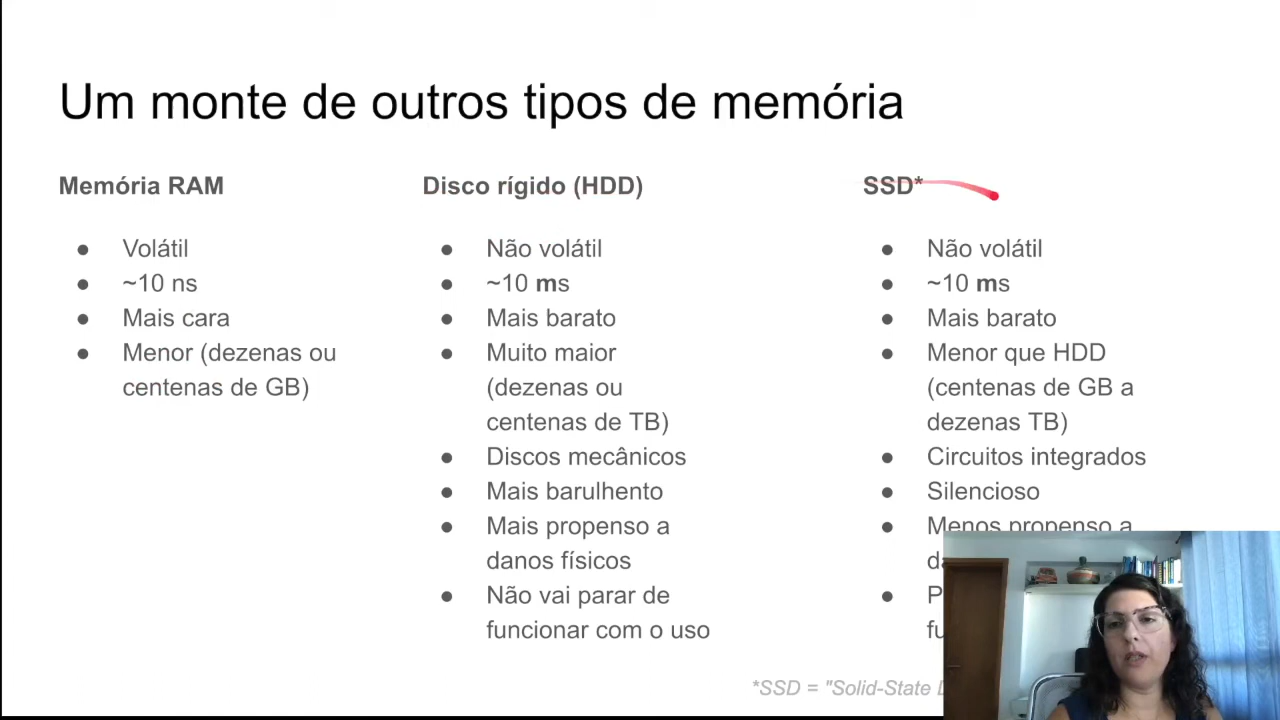 Um monte de outros tipos de memória
Memória RAM
● Volátil
● ~10 ns
● Mais cara
● Menor (dezenas ou
centenas de GB)
Disco rígido (HDD)
● Não volátil
● ~10 ms
● Mais barato
● Muito maior
(dezenas ou
centenas de TB)
● Discos mecânicos
● Mais barulhento
● Mais propenso a
danos físicos
● Não vai parar de
funcionar com o uso
SSD*
● Não volátil
● ~10 ms
● Mais barato
● Menor que HDD
(centenas de GB a
dezenas TB)
● Circuitos integrados
● Silencioso
● Menos propenso a
*SSD = "Solid-State